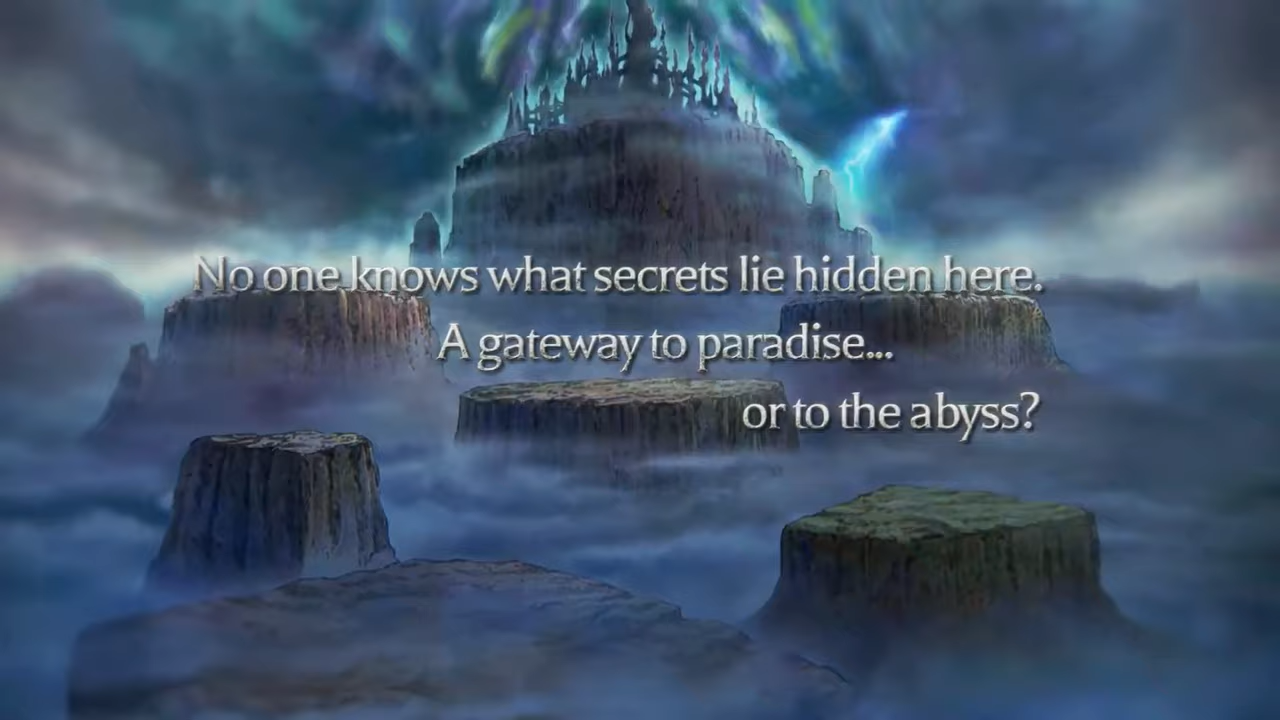 No one knows what secrets lie hidden here.
A gateway to paradise...
or to the abyss?